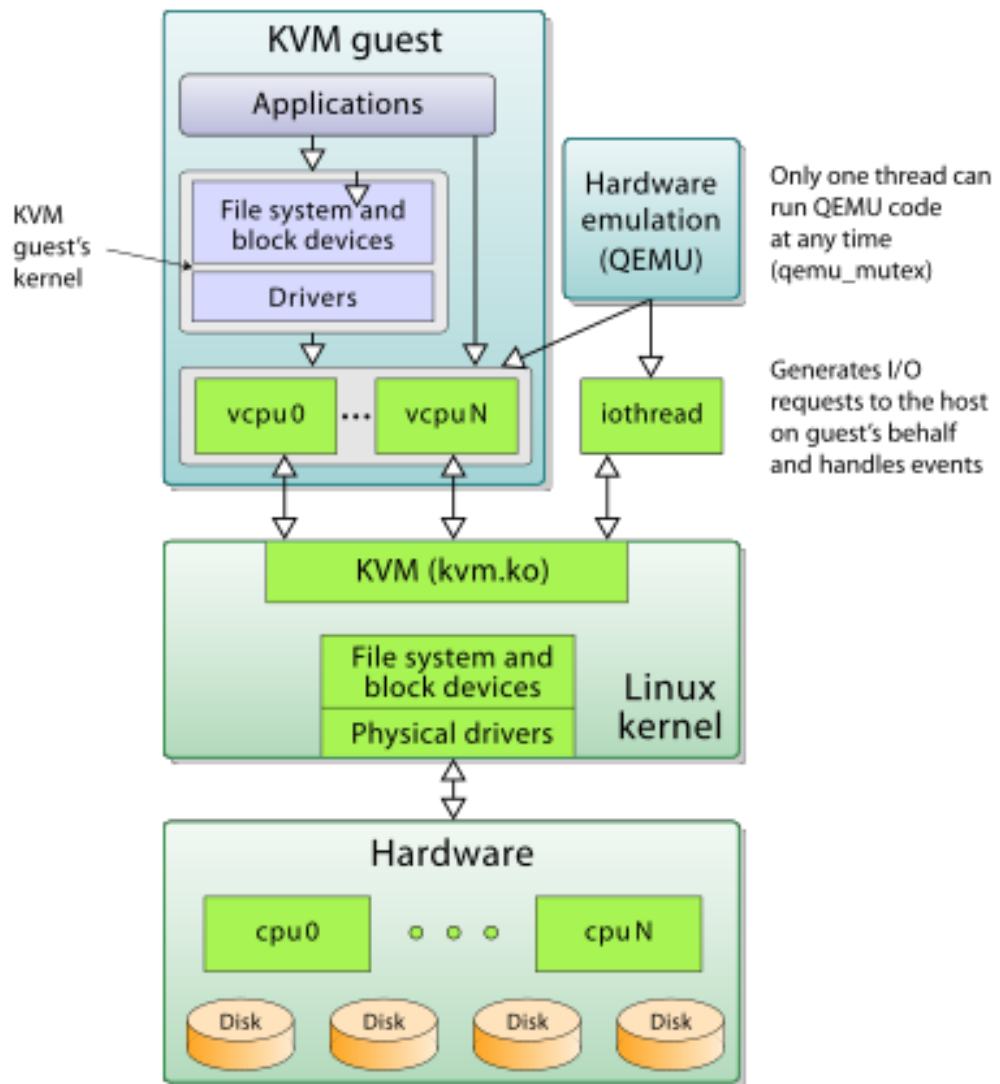 KVM guest
Applications
File system and
block devices
Drivers
KVM
guest's
kernel
vcpu0 ... vcpuN
Hardware
emulation
(QEMU)
Only one thread can
run QEMU code
at any time
(qemu_mutex)
iothread
Generates I/O
requests to the host
on guest's behalf
and handles events
KVM (kvm.ko)
File system and
block devices
Physical drivers
Linux
kernel
Hardware
cpu0
cpuN
Disk
Disk
Disk
Disk